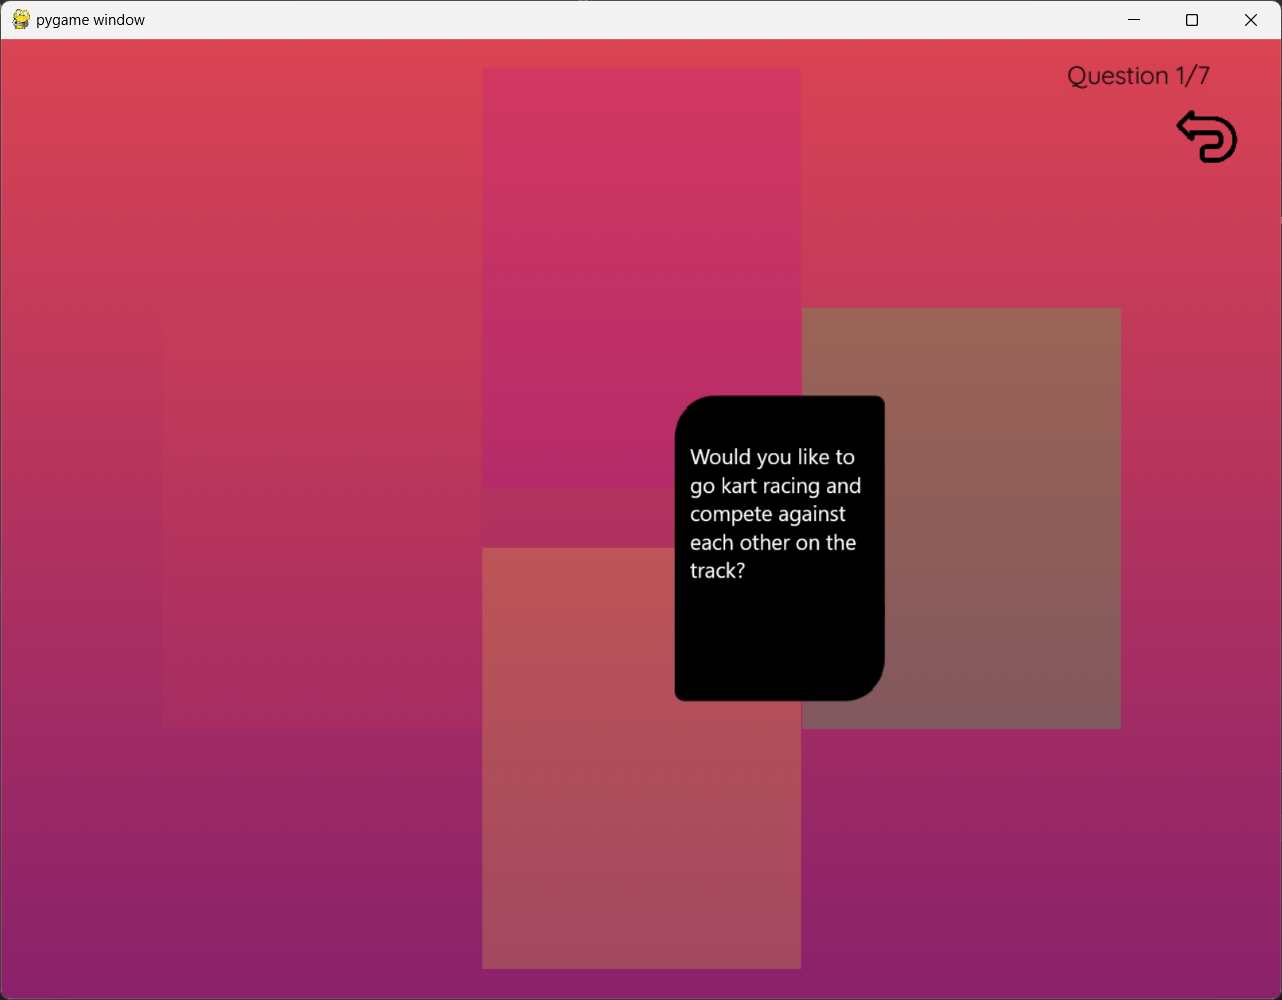 pygame window
Question 1/7
Would you like to
go kart racing and
compete against
each other on the
track?